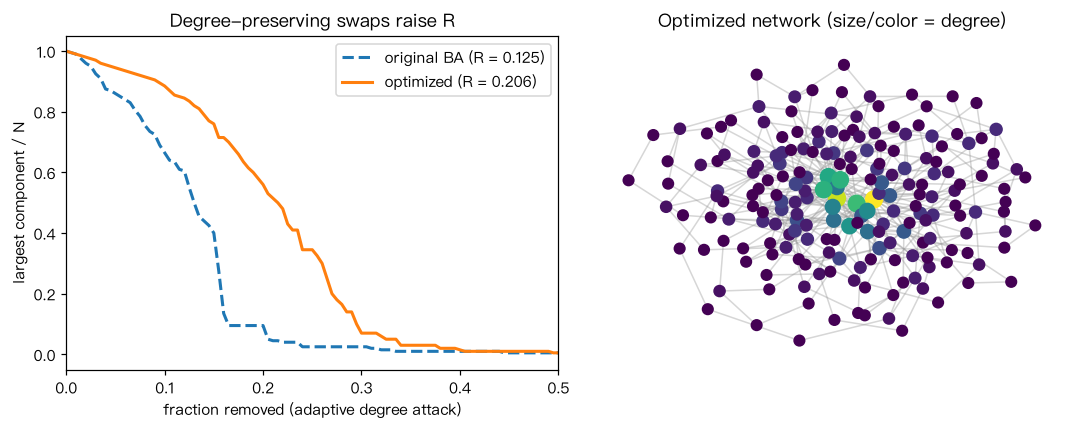 Degree-preserving swaps raise R
original BA (R = 0.125)
optimized (R = 0.206)
largest component / N
1.0
0.8
0.6
0.4
0.2
0.0
0.0 0.1 0.2 0.3 0.4 0.5
fraction removed (adaptive degree attack)
Optimized network (size/color = degree)